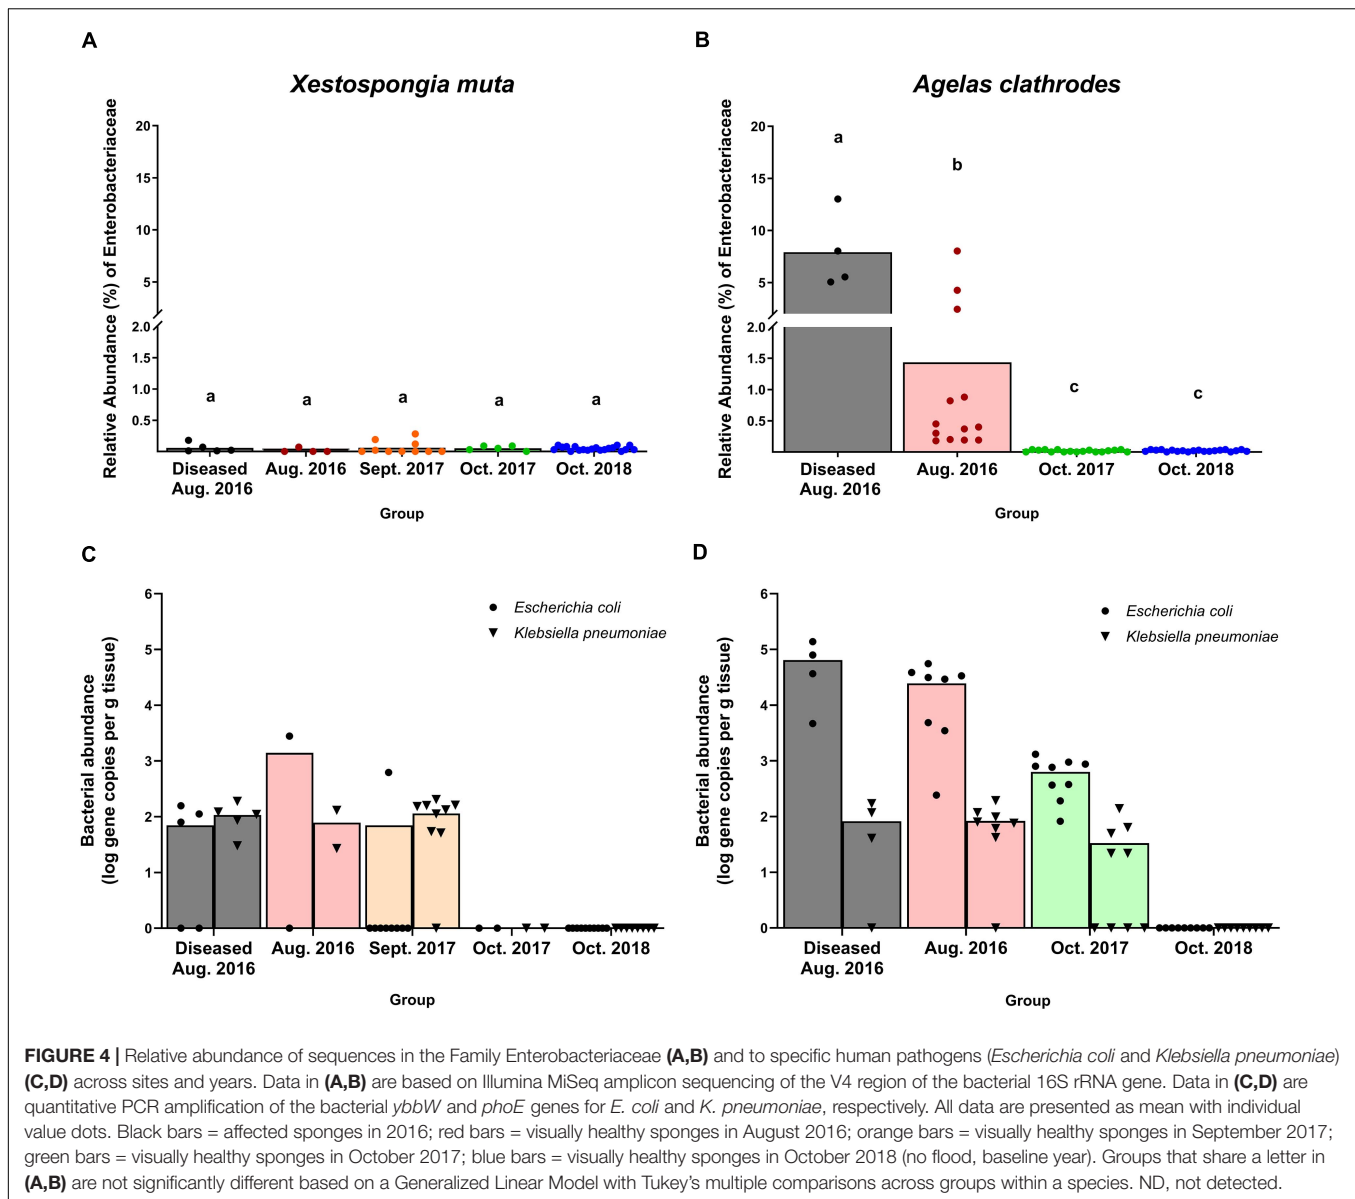 A
Xestospongia muta
Relative Abundance (%) of Enterobacteriaceae
20
15
10
5
2.0
1.5
1.0
0.5
a
a
a
a
a
Diseased
Aug. 2016
Aug. 2016
Sept. 2017
Oct. 2017
Oct. 2018
Group
B
Agelas clathrodes
Relative Abundance (%) of Enterobacteriaceae
20
15
10
5
2.0
1.5
1.0
0.5
a
b
c
c
Diseased
Aug. 2016
Aug. 2016
Oct. 2017
Oct. 2018
Group
C
Bacterial abundance
(log gene copies per g tissue)
6
5
4
3
2
1
0
Escherichia coli
Klebsiella pneumoniae
Diseased
Aug. 2016
Aug. 2016
Sept. 2017
Oct. 2017
Oct. 2018
Group
D
Bacterial abundance
(log gene copies per g tissue)
6
5
4
3
2
1
0
Escherichia coli
Klebsiella pneumoniae
Diseased
Aug. 2016
Aug. 2016
Oct. 2017
Oct. 2018
Group
FIGURE 4 | Relative abundance of sequences in the Family Enterobacteriaceae (A,B) and to specific human pathogens (Escherichia coli and Klebsiella pneumoniae)
(C,D) across sites and years. Data in (A,B) are based on Illumina MiSeq amplicon sequencing of the V4 region of the bacterial 16S rRNA gene. Data in (C,D) are
quantitative PCR amplification of the bacterial ybbW and phoE genes for E. coli and K. pneumoniae, respectively. All data are presented as mean with individual
value dots. Black bars = affected sponges in 2016; red bars = visually healthy sponges in August 2016; orange bars = visually healthy sponges in September 2017;
green bars = visually healthy sponges in October 2017; blue bars = visually healthy sponges in October 2018 (no flood, baseline year). Groups that share a letter in
(A,B) are not significantly different based on a Generalized Linear Model with Tukey's multiple comparisons across groups within a species. ND, not detected.